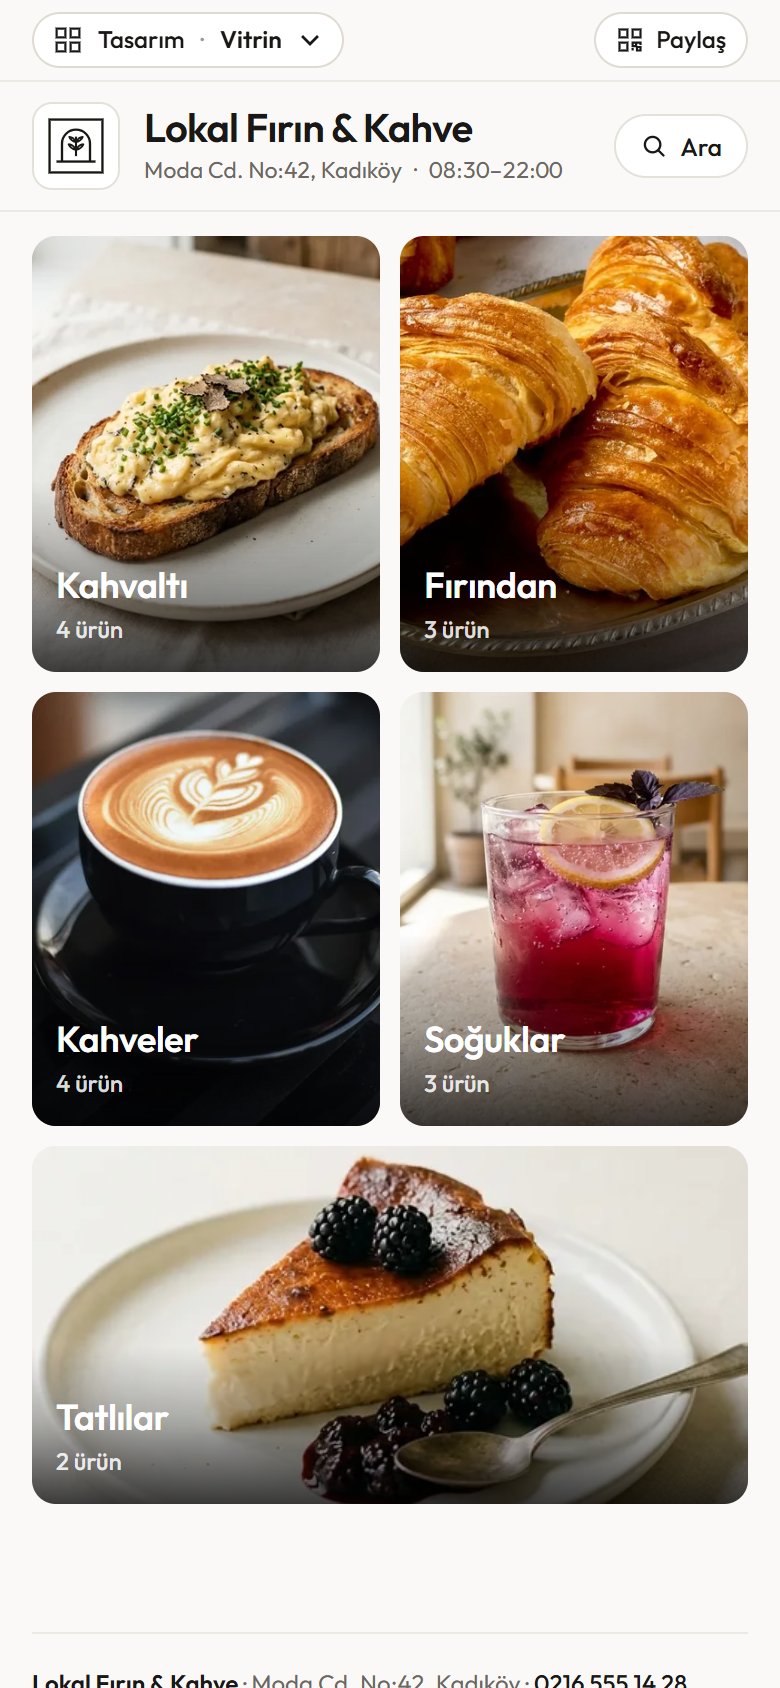 Tasarım · Vitrin
Paylaş
Lokal Fırın & Kahve
Moda Cd. No:42, Kadıköy · 08:30–22:00
Ara
Kahvaltı
4 ürün
Fırından
3 ürün
Kahveler
4 ürün
Soğuklar
3 ürün
Tatlılar
2 ürün
Lokal Fırın & Kahve · Moda Cd. No:42, Kadıköy · 0216 555 14 28